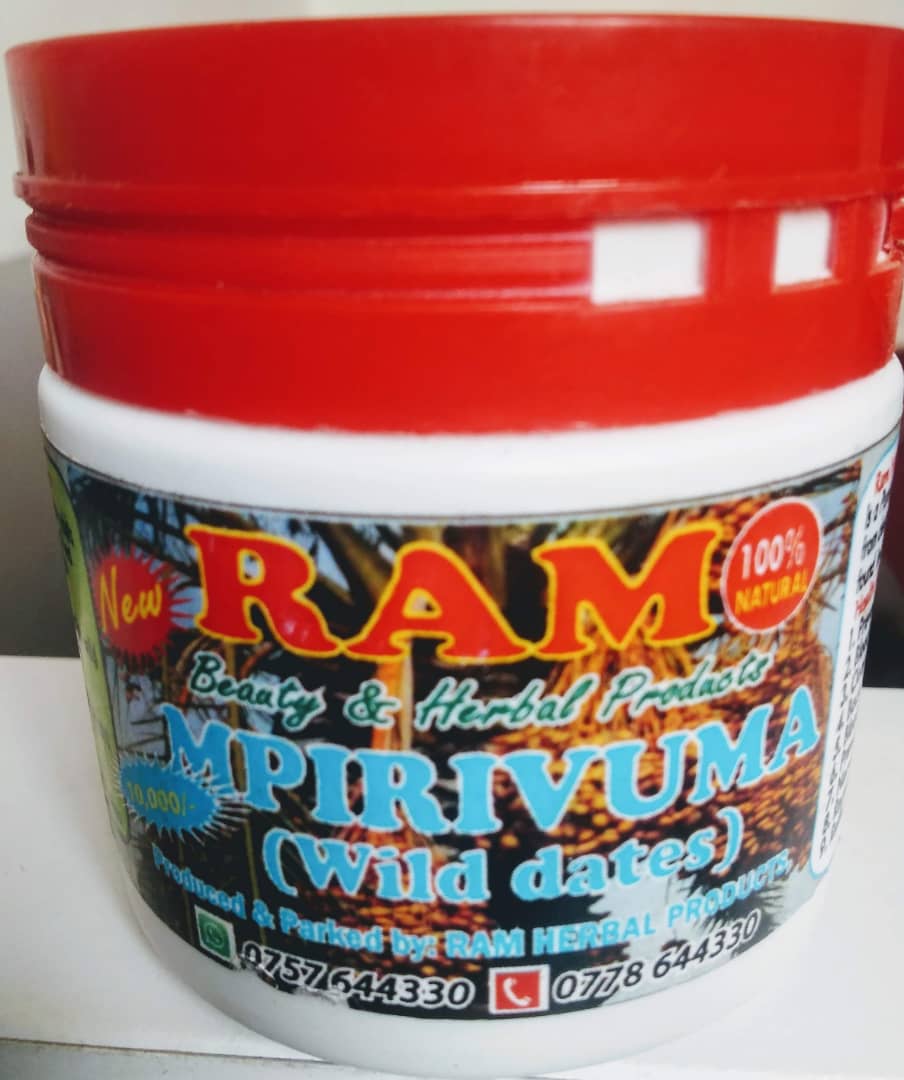 RAM
New
100%
NATURAL
Beauty & Herbal Products
MPIRIVUMA
10,000/-
(Wild dates)
Produced & Parked by: RAM HERBAL PRODUCTS,
0757 644330
0778 644330